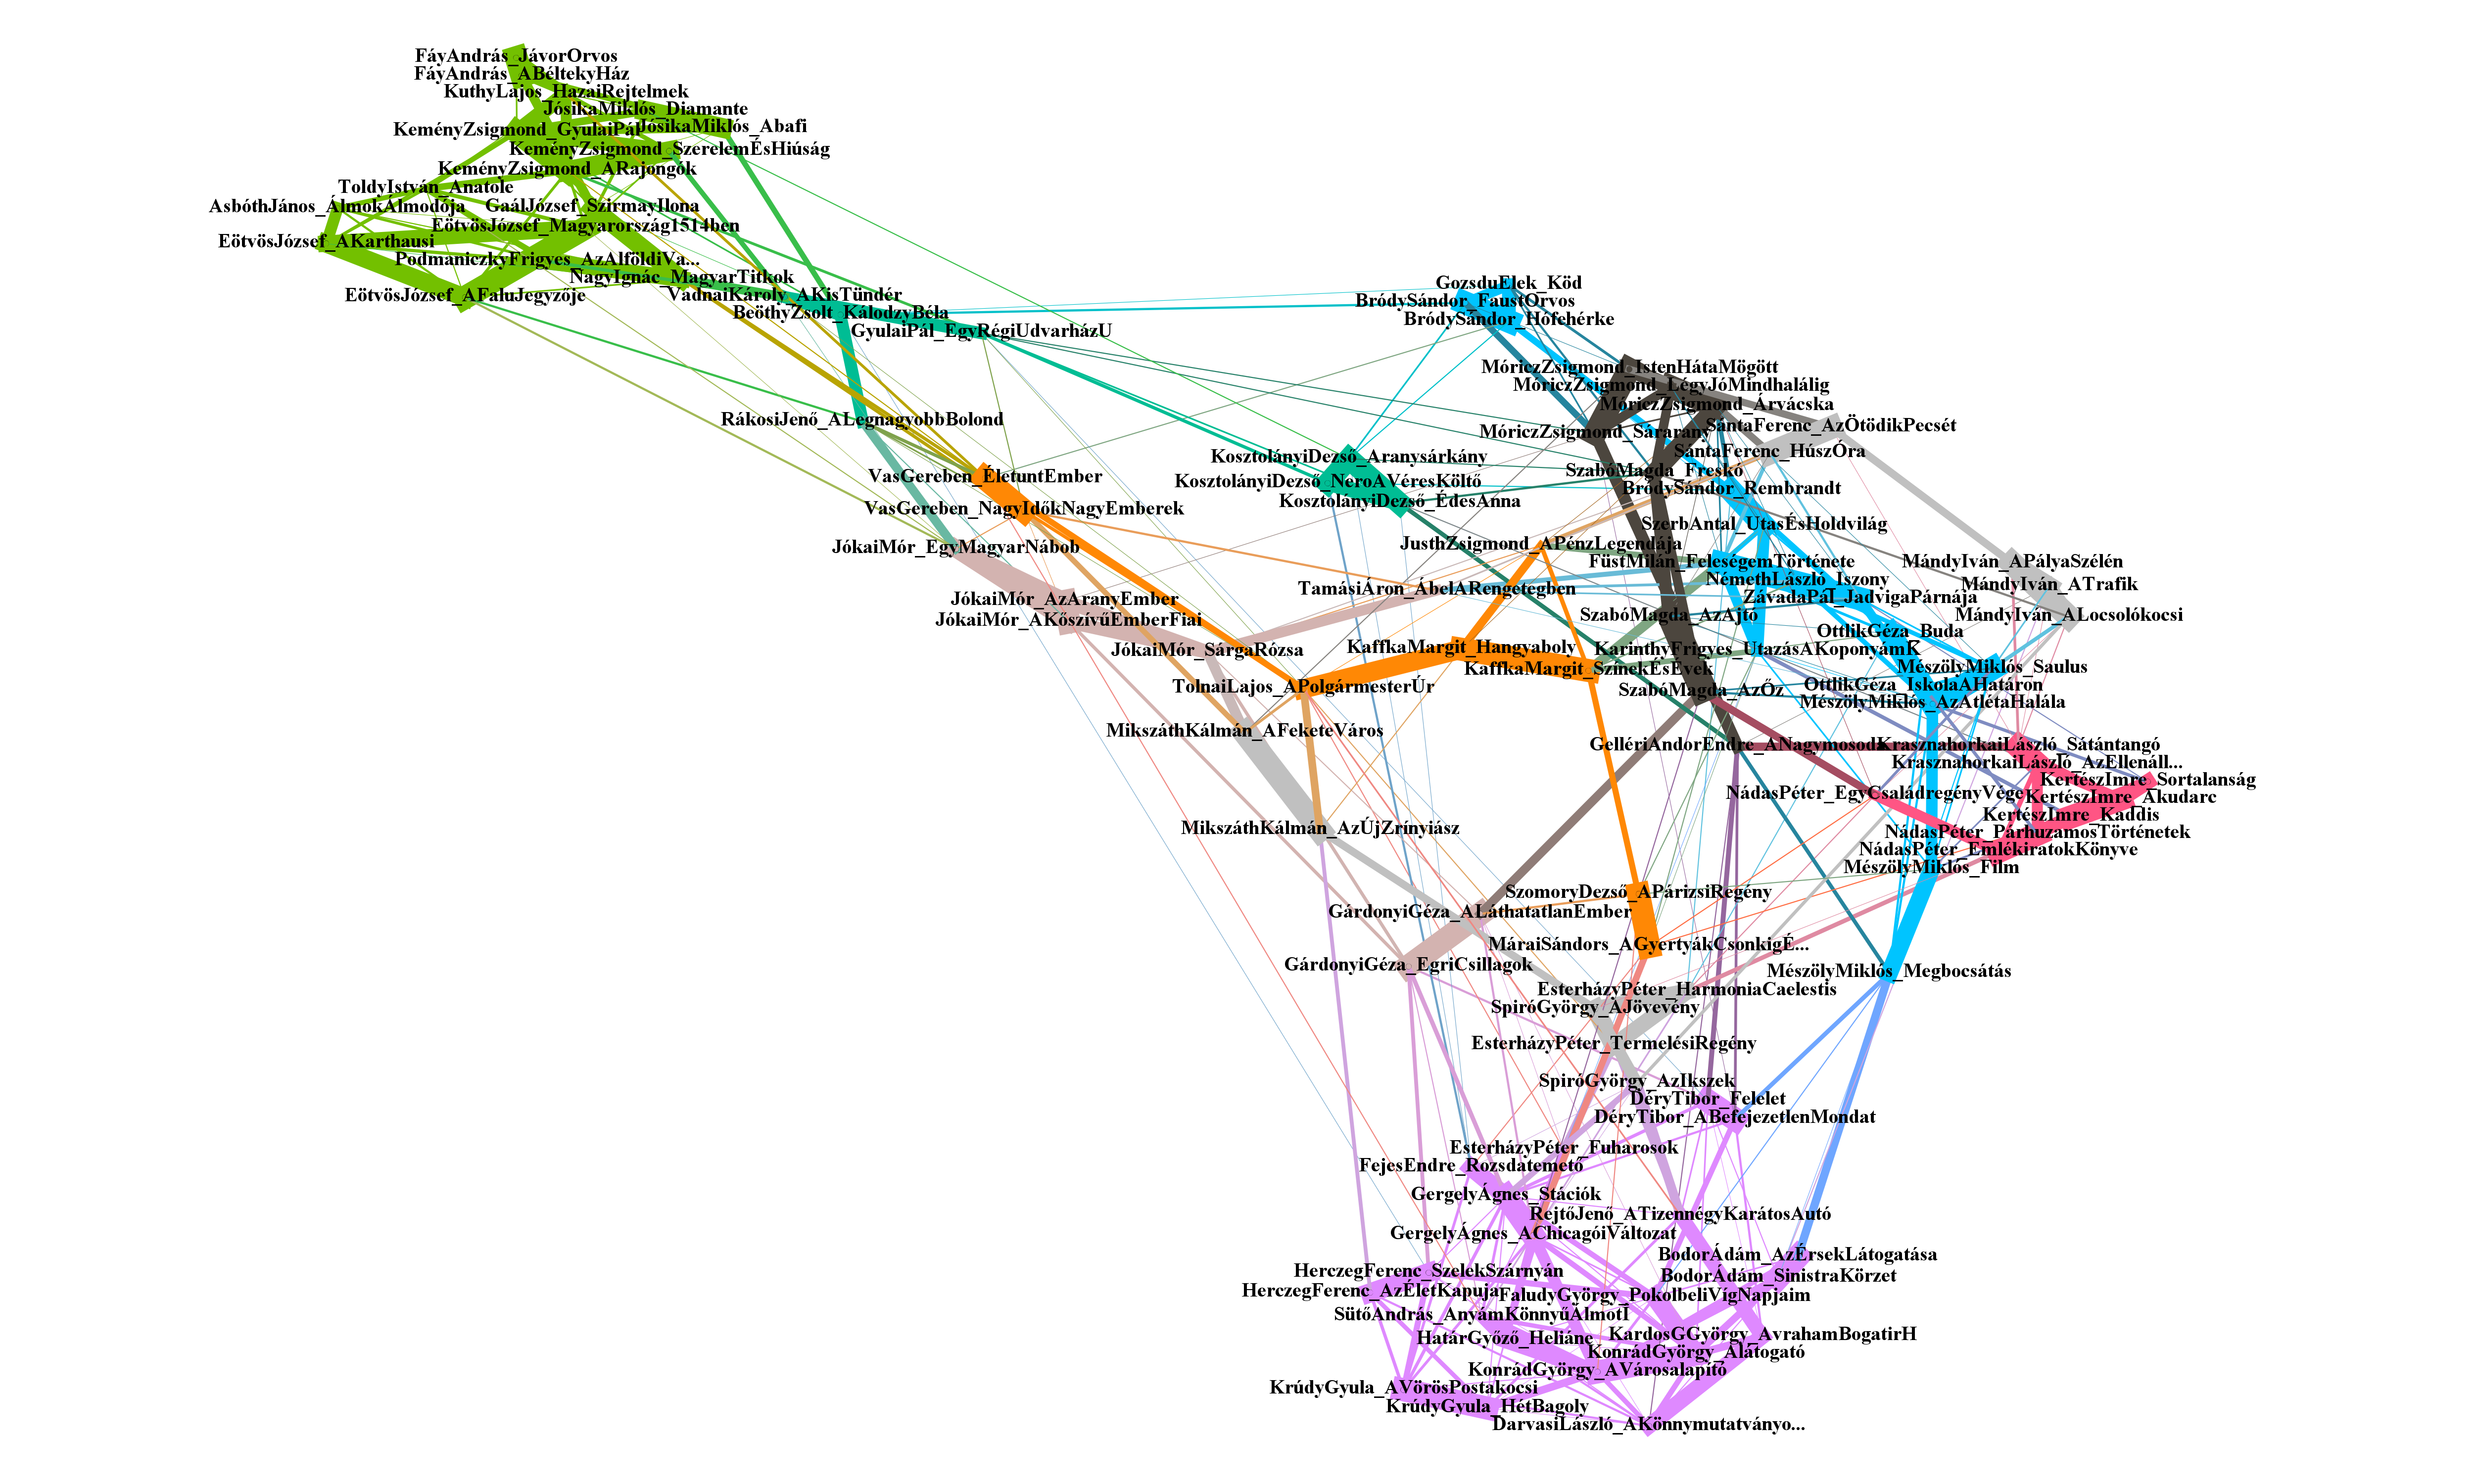 FáyAndrás_JávorOrvos
FáyAndrás_ABéltekyHáz
KuthyLajos_HazaiRejtelmek
JósikaMiklós_Diamante
JósikaMiklós_Abafi
KeményZsigmond_GyulaiPál
KeményZsigmond_SzerelemÉsHiúság
KeményZsigmond_ARajongók
ToldyIstván_Anatole
AsbóthJános_ÁlmokÁlmodója
GaálJózsef_SzirmayIlona
EötvösJózsef_Magyarország1514ben
EötvösJózsef_AKarthausi
PodmaniczkyFrigyes_AzAlföldiVa...
NagyIgnác_MagyarTitkok
EötvösJózsef_AFaluJegyzője
VadnaiKároly_AKisTündér
BeöthyZsolt_KálodzyBéla
GyulaiPál_EgyRégiUdvarházU
GozsduElek_Köd
BródySándor_FaustOrvos
BródySándor_Hófehérke
MóriczZsigmond_IstenHátaMögött
MóriczZsigmond_LégyJóMindhalálig
MóriczZsigmond_Árvácska
RákosiJenő_ALegnagyobbBolond
SántaFerenc_AzÖtödikPecsét
MóriczZsigmond_Sárarany
SántaFerenc_HúszÓra
KosztolányiDezső_Aranysárkány
SzabóMagda_Freskó
VasGereben_ÉletuntEmber
KosztolányiDezső_NeroAVéresKöltő
BródySándor_Rembrandt
KosztolányiDezső_ÉdesAnna
VasGereben_NagyIdőkNagyEmberek
SzerbAntal_UtasÉsHoldvilág
JókaiMór_EgyMagyarNábob
JusthZsigmond_APénzLegendája
FüstMilán_FeleségemTörténete
MándyIván_APályaSzélén
NémethLászló_Iszony
MándyIván_ATrafik
TamásiÁron_ÁbelARengetegben
JókaiMór_AzAranyEmber
ZávadaPál_JadvigaPárnája
SzabóMagda_AzAjtó
MándyIván_ALocsolókocsi
JókaiMór_AKőszívűEmberFiai
OttlikGéza_Buda
JókaiMór_SárgaRózsa
KaffkaMargit_Hangyaboly
KarinthyFrigyes_UtazásAKoponyámK
KaffkaMargit_SzínekÉsÉvek
MészölyMiklós_Saulus
TolnaiLajos_APolgármesterÚr
SzabóMagda_AzŐz
OttlikGéza_IskolaAHatáron
MészölyMiklós_AzAtlétaHalála
MikszáthKálmán_AFeketeVáros
GellériAndorEndre_ANagymosoda
KrasznahorkaiLászló_Sátántangó
KrasznahorkaiLászló_AzEllenáll...
KertészImre_Sortalanság
NádasPéter_EgyCsaládregényVége
KertészImre_Akudarc
KertészImre_Kaddis
MikszáthKálmán_AzÚjZrínyiász
NádasPéter_PárhuzamosTörténetek
NádasPéter_EmlékiratokKönyve
MészölyMiklós_Film
SzomoryDezső_APárizsiRegény
GárdonyiGéza_ALáthatatlanEmber
MáraiSándors_AGyertyákCsonkigÉ...
GárdonyiGéza_EgriCsillagok
MészölyMiklós_Megbocsátás
EsterházyPéter_HarmoniaCaelestis
SpiróGyörgy_AJövevény
EsterházyPéter_TermelésiRegény
SpiróGyörgy_AzIkszek
DéryTibor_Felelet
DéryTibor_ABefejezetlenMondat
EsterházyPéter_Fuharosok
FejesEndre_Rozsdatemető
GergelyÁgnes_Stációk
RejtőJenő_ATizennégyKarátosAutó
GergelyÁgnes_AChicagóiVáltozat
BodorÁdám_AzÉrsekLátogatása
HerczegFerenc_SzelekSzárnyán
BodorÁdám_SinistraKörzet
HerczegFerenc_AzÉletKapuja
FaludyGyörgy_PokolbeliVígNapjaim
SütőAndrás_AnyámKönnyűÁlmotÍ
KardosGGyörgy_AvrahamBogatirH
HatárGyőző_Heliáne
KonrádGyörgy_Alátogató
KonrádGyörgy_AVárosalapító
KrúdyGyula_AVörösPostakocsi
KrúdyGyula_HétBagoly
DarvasiLászló_AKönnymutatványo...